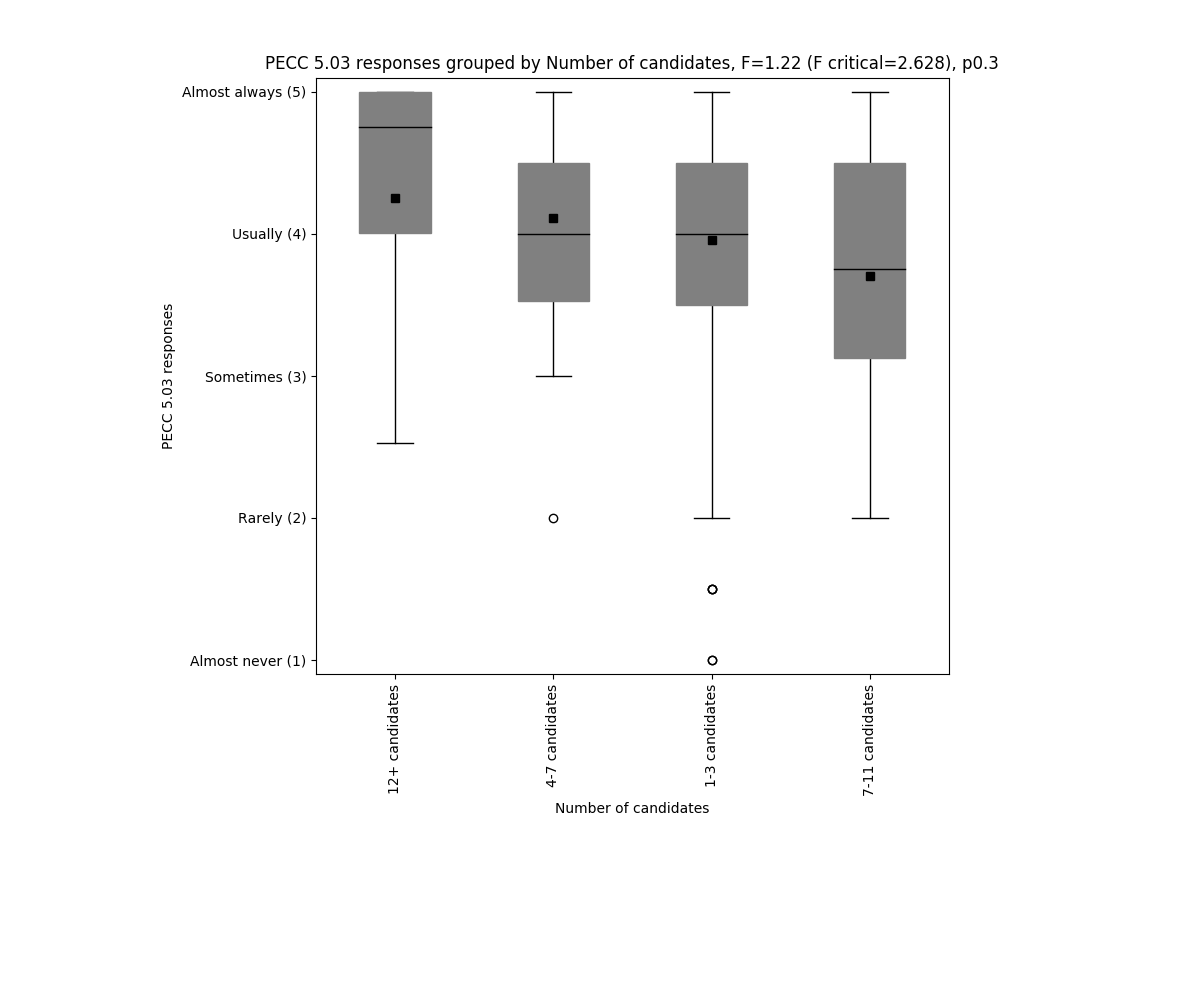 PECC 5.03 responses grouped by Number of candidates, F=1.22 (F critical=2.628), p0.3
Almost always (5)
Usually (4)
Sometimes (3)
Rarely (2)
Almost never (1)
PECC 5.03 responses
12+ candidates
4-7 candidates
1-3 candidates
7-11 candidates
Number of candidates